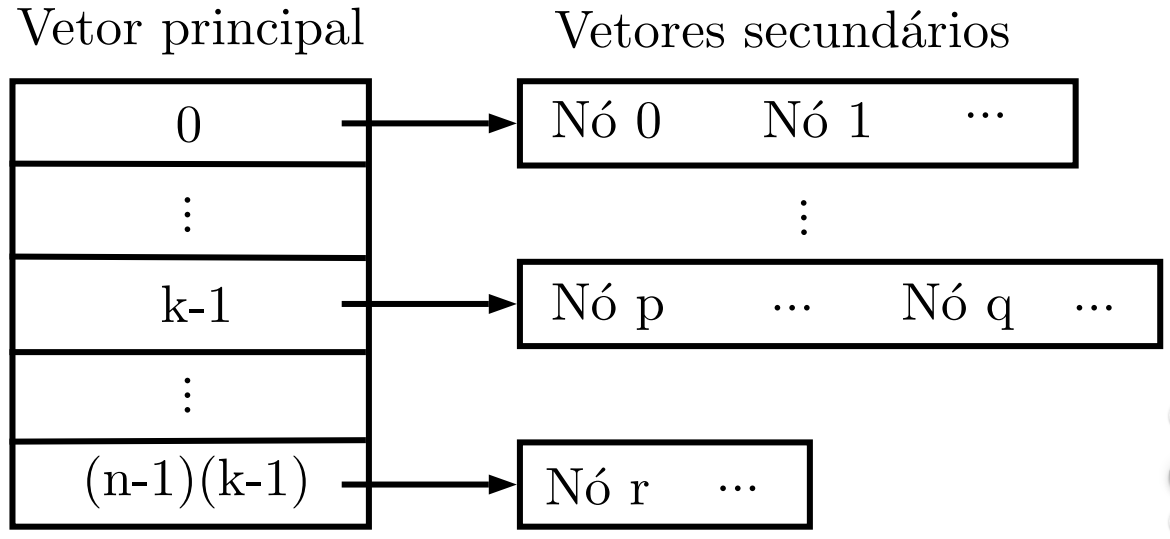 Vetor principal Vetores secundários
0 Nó 0 Nó 1 ...
⋮ ⋮
k-1 Nó p ... Nó q ...
⋮
(n-1)(k-1) Nó r ...